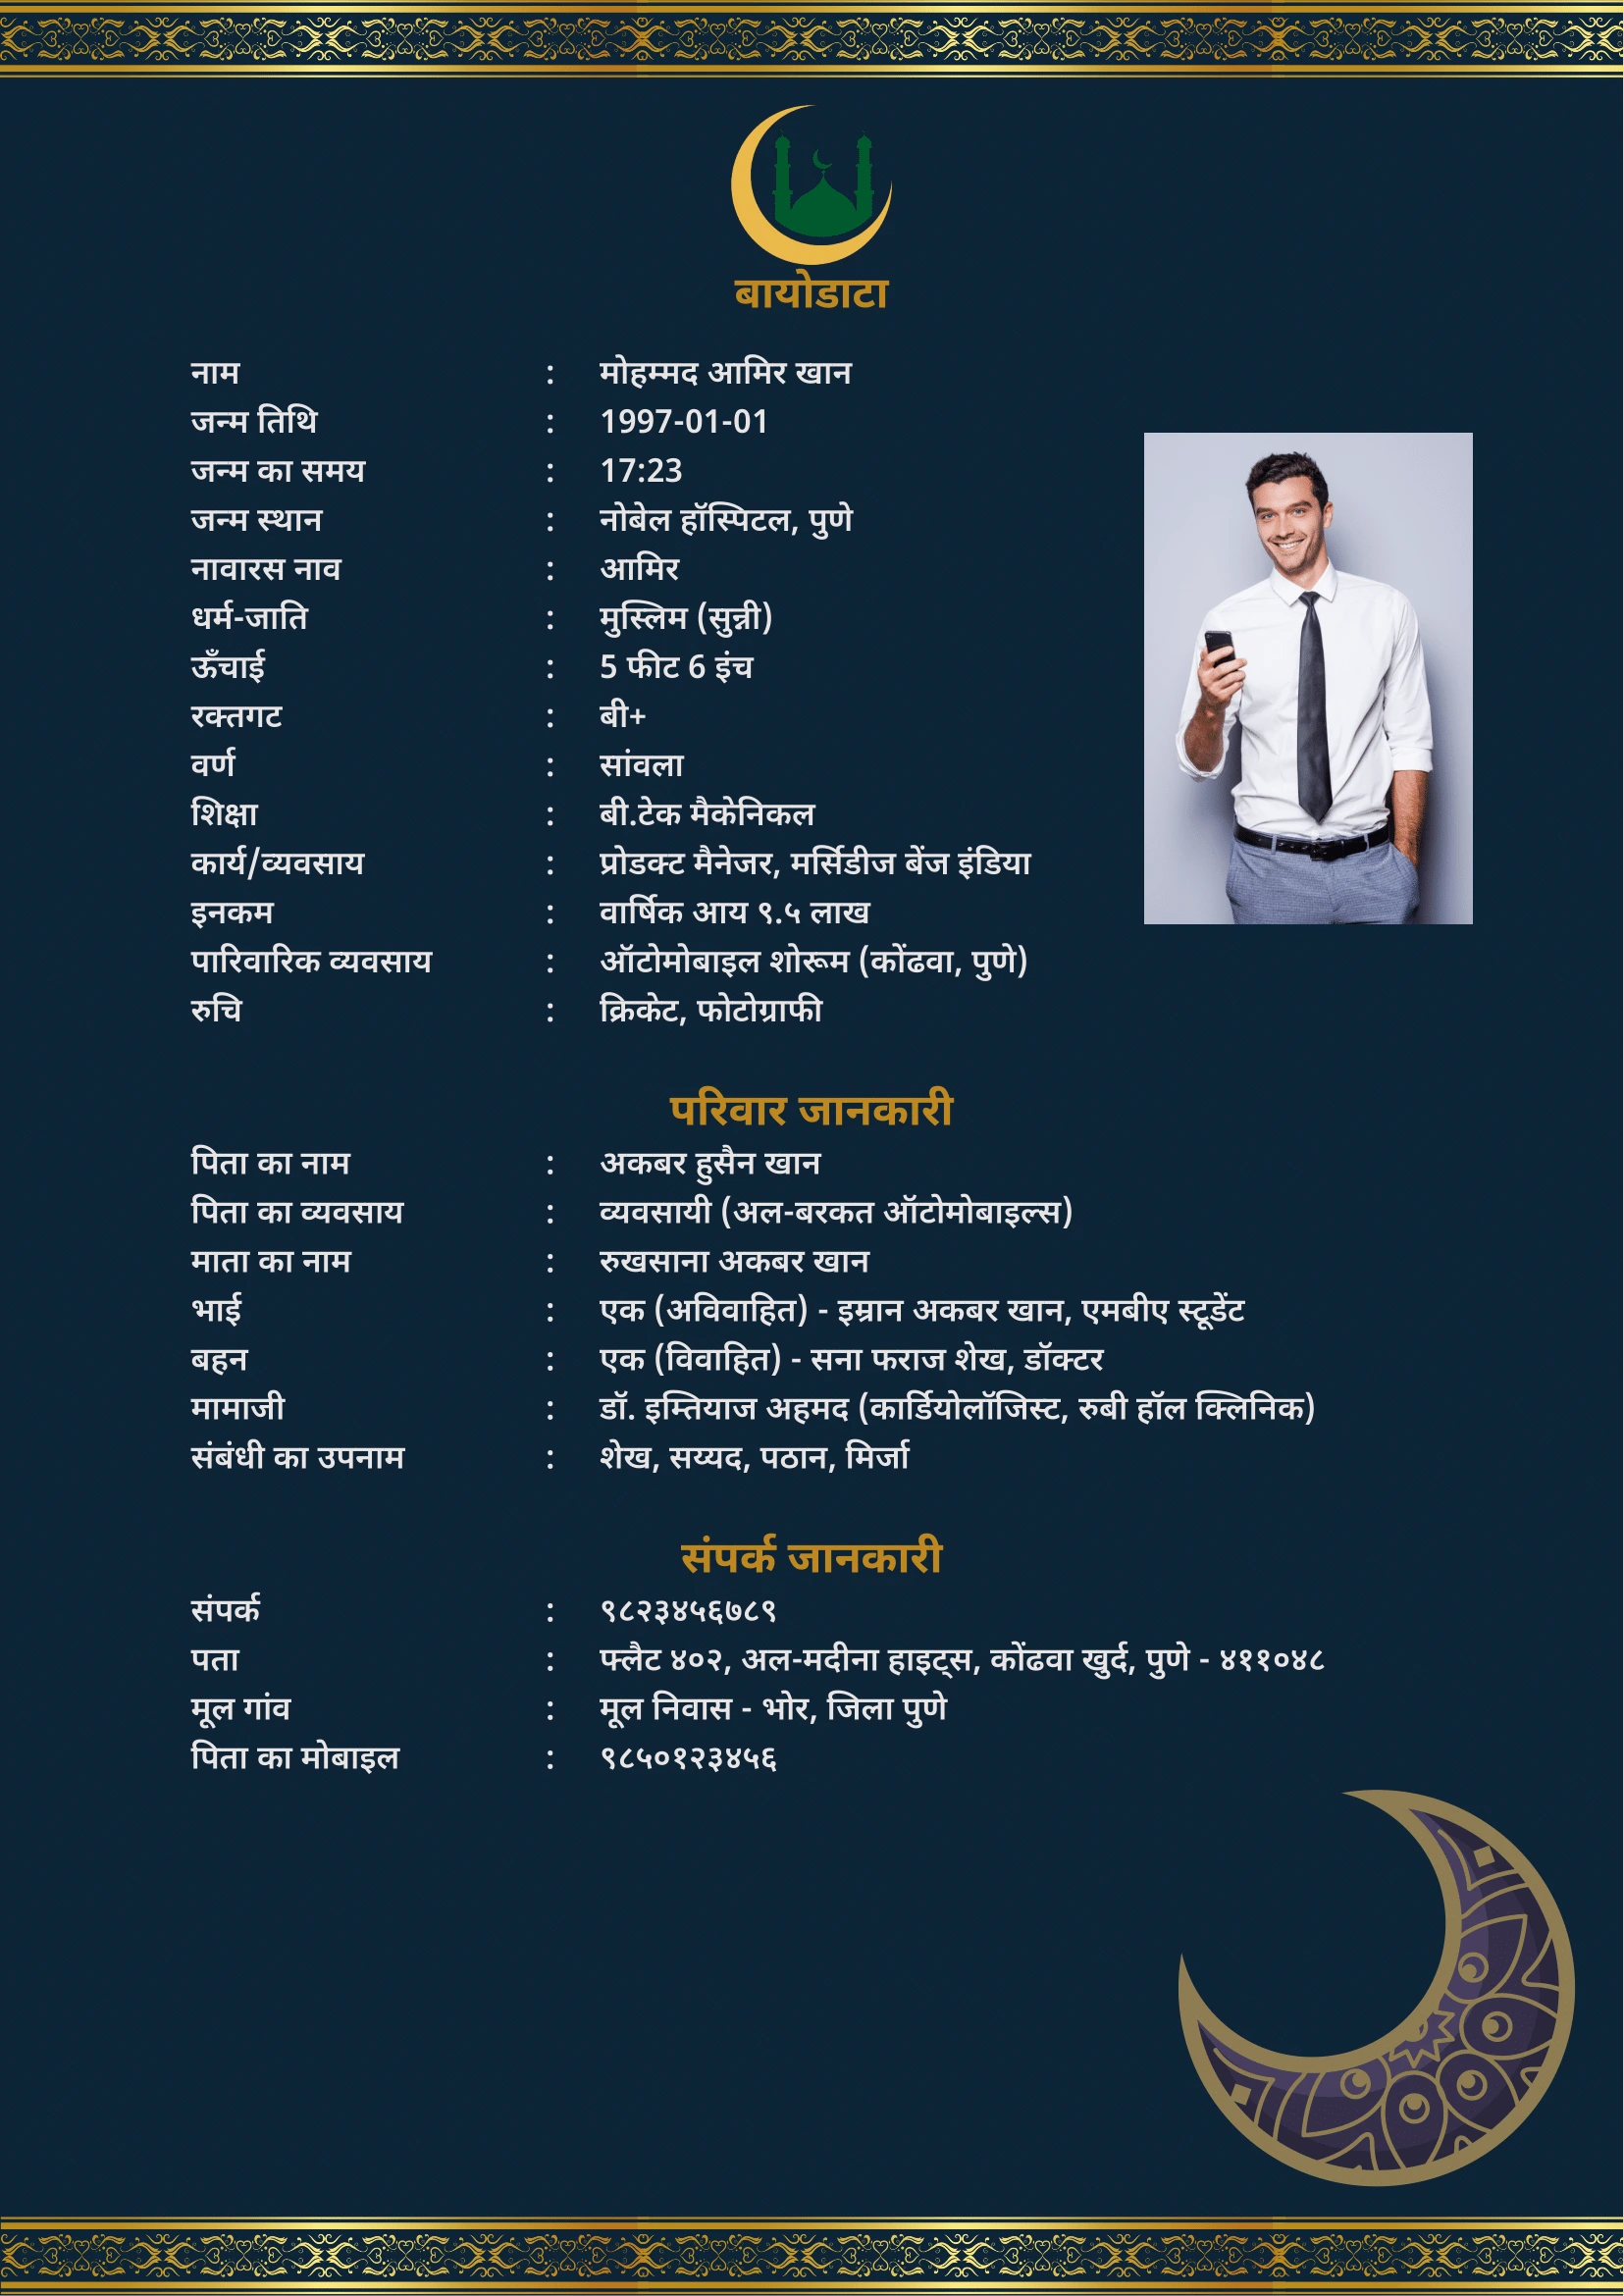 बायोडाटा
नाम : मोहम्मद आमिर खान
जन्म तिथि : 1997-01-01
जन्म का समय : 17:23
जन्म स्थान : नोबेल हॉस्पिटल, पुणे
नावारस नाव : आमिर
धर्म-जाति : मुस्लिम (सुन्नी)
ऊँचाई : 5 फीट 6 इंच
रक्तगट : बी+
वर्ण : सांवला
शिक्षा : बी.टेक मैकेनिकल
कार्य/व्यवसाय : प्रोडक्ट मैनेजर, मर्सिडीज बेंज इंडिया
इनकम : वार्षिक आय ९.५ लाख
पारिवारिक व्यवसाय : ऑटोमोबाइल शोरूम (कोंढवा, पुणे)
रुचि : क्रिकेट, फोटोग्राफी
परिवार जानकारी
पिता का नाम : अकबर हुसैन खान
पिता का व्यवसाय : व्यवसायी (अल-बरकत ऑटोमोबाइल्स)
माता का नाम : रुखसाना अकबर खान
भाई : एक (अविवाहित) - इम्रान अकबर खान, एमबीए स्टूडेंट
बहन : एक (विवाहित) - सना फराज शेख, डॉक्टर
मामाजी : डॉ. इम्तियाज अहमद (कार्डियोलॉजिस्ट, रुबी हॉल क्लिनिक)
संबंधी का उपनाम : शेख, सय्यद, पठान, मिर्जा
संपर्क जानकारी
संपर्क : ९८२३४५६७८९
पता : फ्लैट ४०२, अल-मदीना हाइट्स, कोंढवा खुर्द, पुणे - ४११०४८
मूल गांव : मूल निवास - भोर, जिला पुणे
पिता का मोबाइल : ९८५०१२३४५६